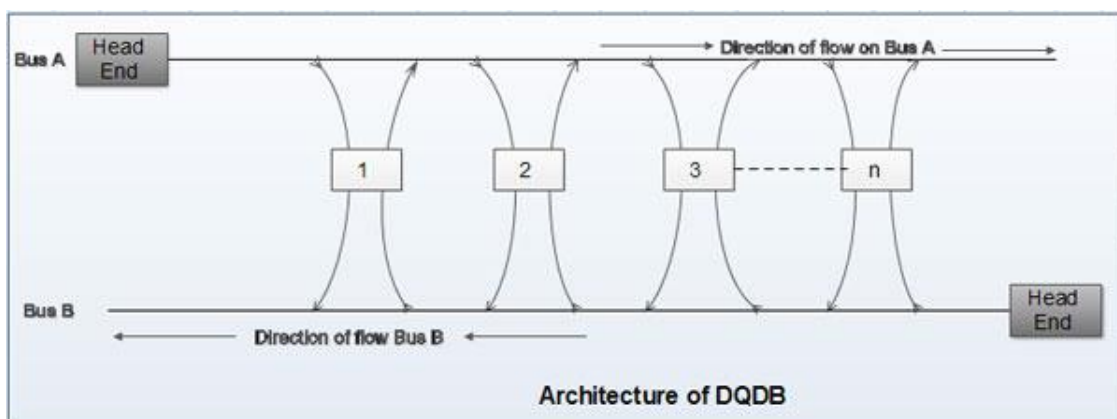 Bus A
Head
End
Direction of flow on Bus A
1
2
3
n
Bus B
Head
End
Direction of flow Bus B
Architecture of DQDB